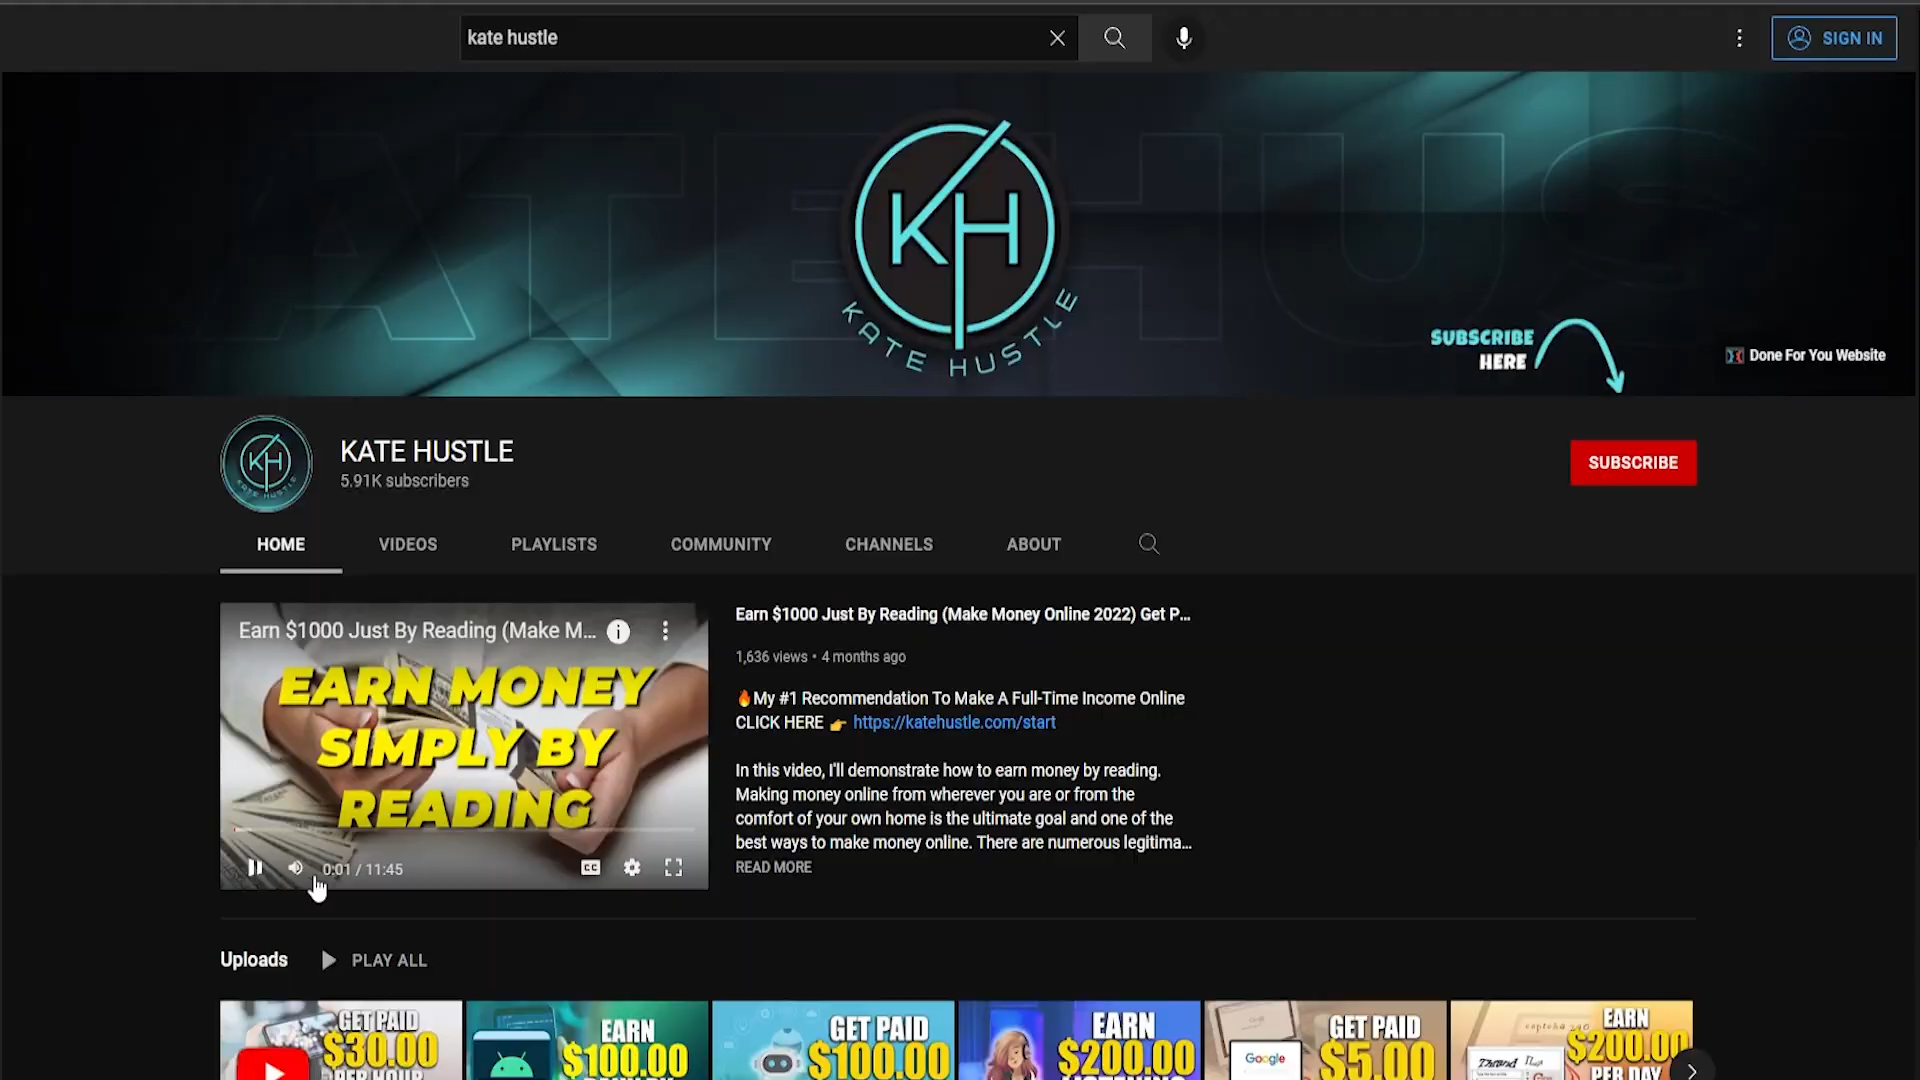 kate hustle
SIGN IN
KH
KATE HUSTLE
SUBSCRIBE
HERE
Done For You Website
KATE HUSTLE
5.91K subscribers
SUBSCRIBE
HOME
VIDEOS
PLAYLISTS
COMMUNITY
CHANNELS
ABOUT
Earn $1000 Just By Reading (Make M...
EARN MONEY
SIMPLY BY
READING
0:01 / 11:45
CC
Earn $1000 Just By Reading (Make Money Online 2022) Get P...
1,636 views • 4 months ago
🔥My #1 Recommendation To Make A Full-Time Income Online
CLICK HERE 👉 https://katehustle.com/start
In this video, I'll demonstrate how to earn money by reading.
Making money online from wherever you are or from the
comfort of your own home is the ultimate goal and one of the
best ways to make money online. There are numerous legitima...
READ MORE
Uploads
PLAY ALL
GET PAID
$30.00
PER HOUR
EARN
$100.00
GET PAID
$100.00
EARN
$200.00
GET PAID
$5.00
Google
EARN
$200.00
PER DAY